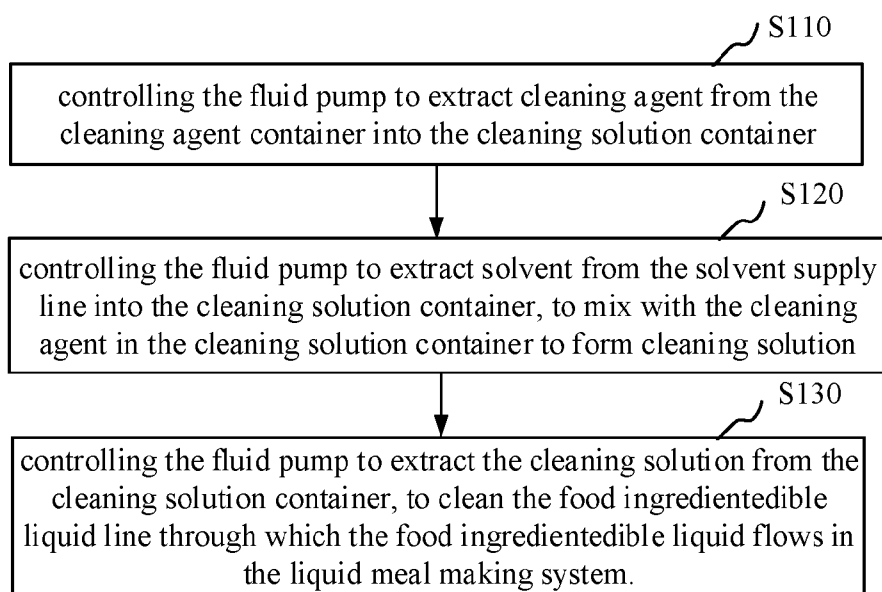 S110
controlling the fluid pump to extract cleaning agent from the
cleaning agent container into the cleaning solution container
S120
controlling the fluid pump to extract solvent from the solvent supply
line into the cleaning solution container, to mix with the cleaning
agent in the cleaning solution container to form cleaning solution
S130
controlling the fluid pump to extract the cleaning solution from the
cleaning solution container, to clean the food ingredientedible
liquid line through which the food ingredientedible liquid flows in
the liquid meal making system.